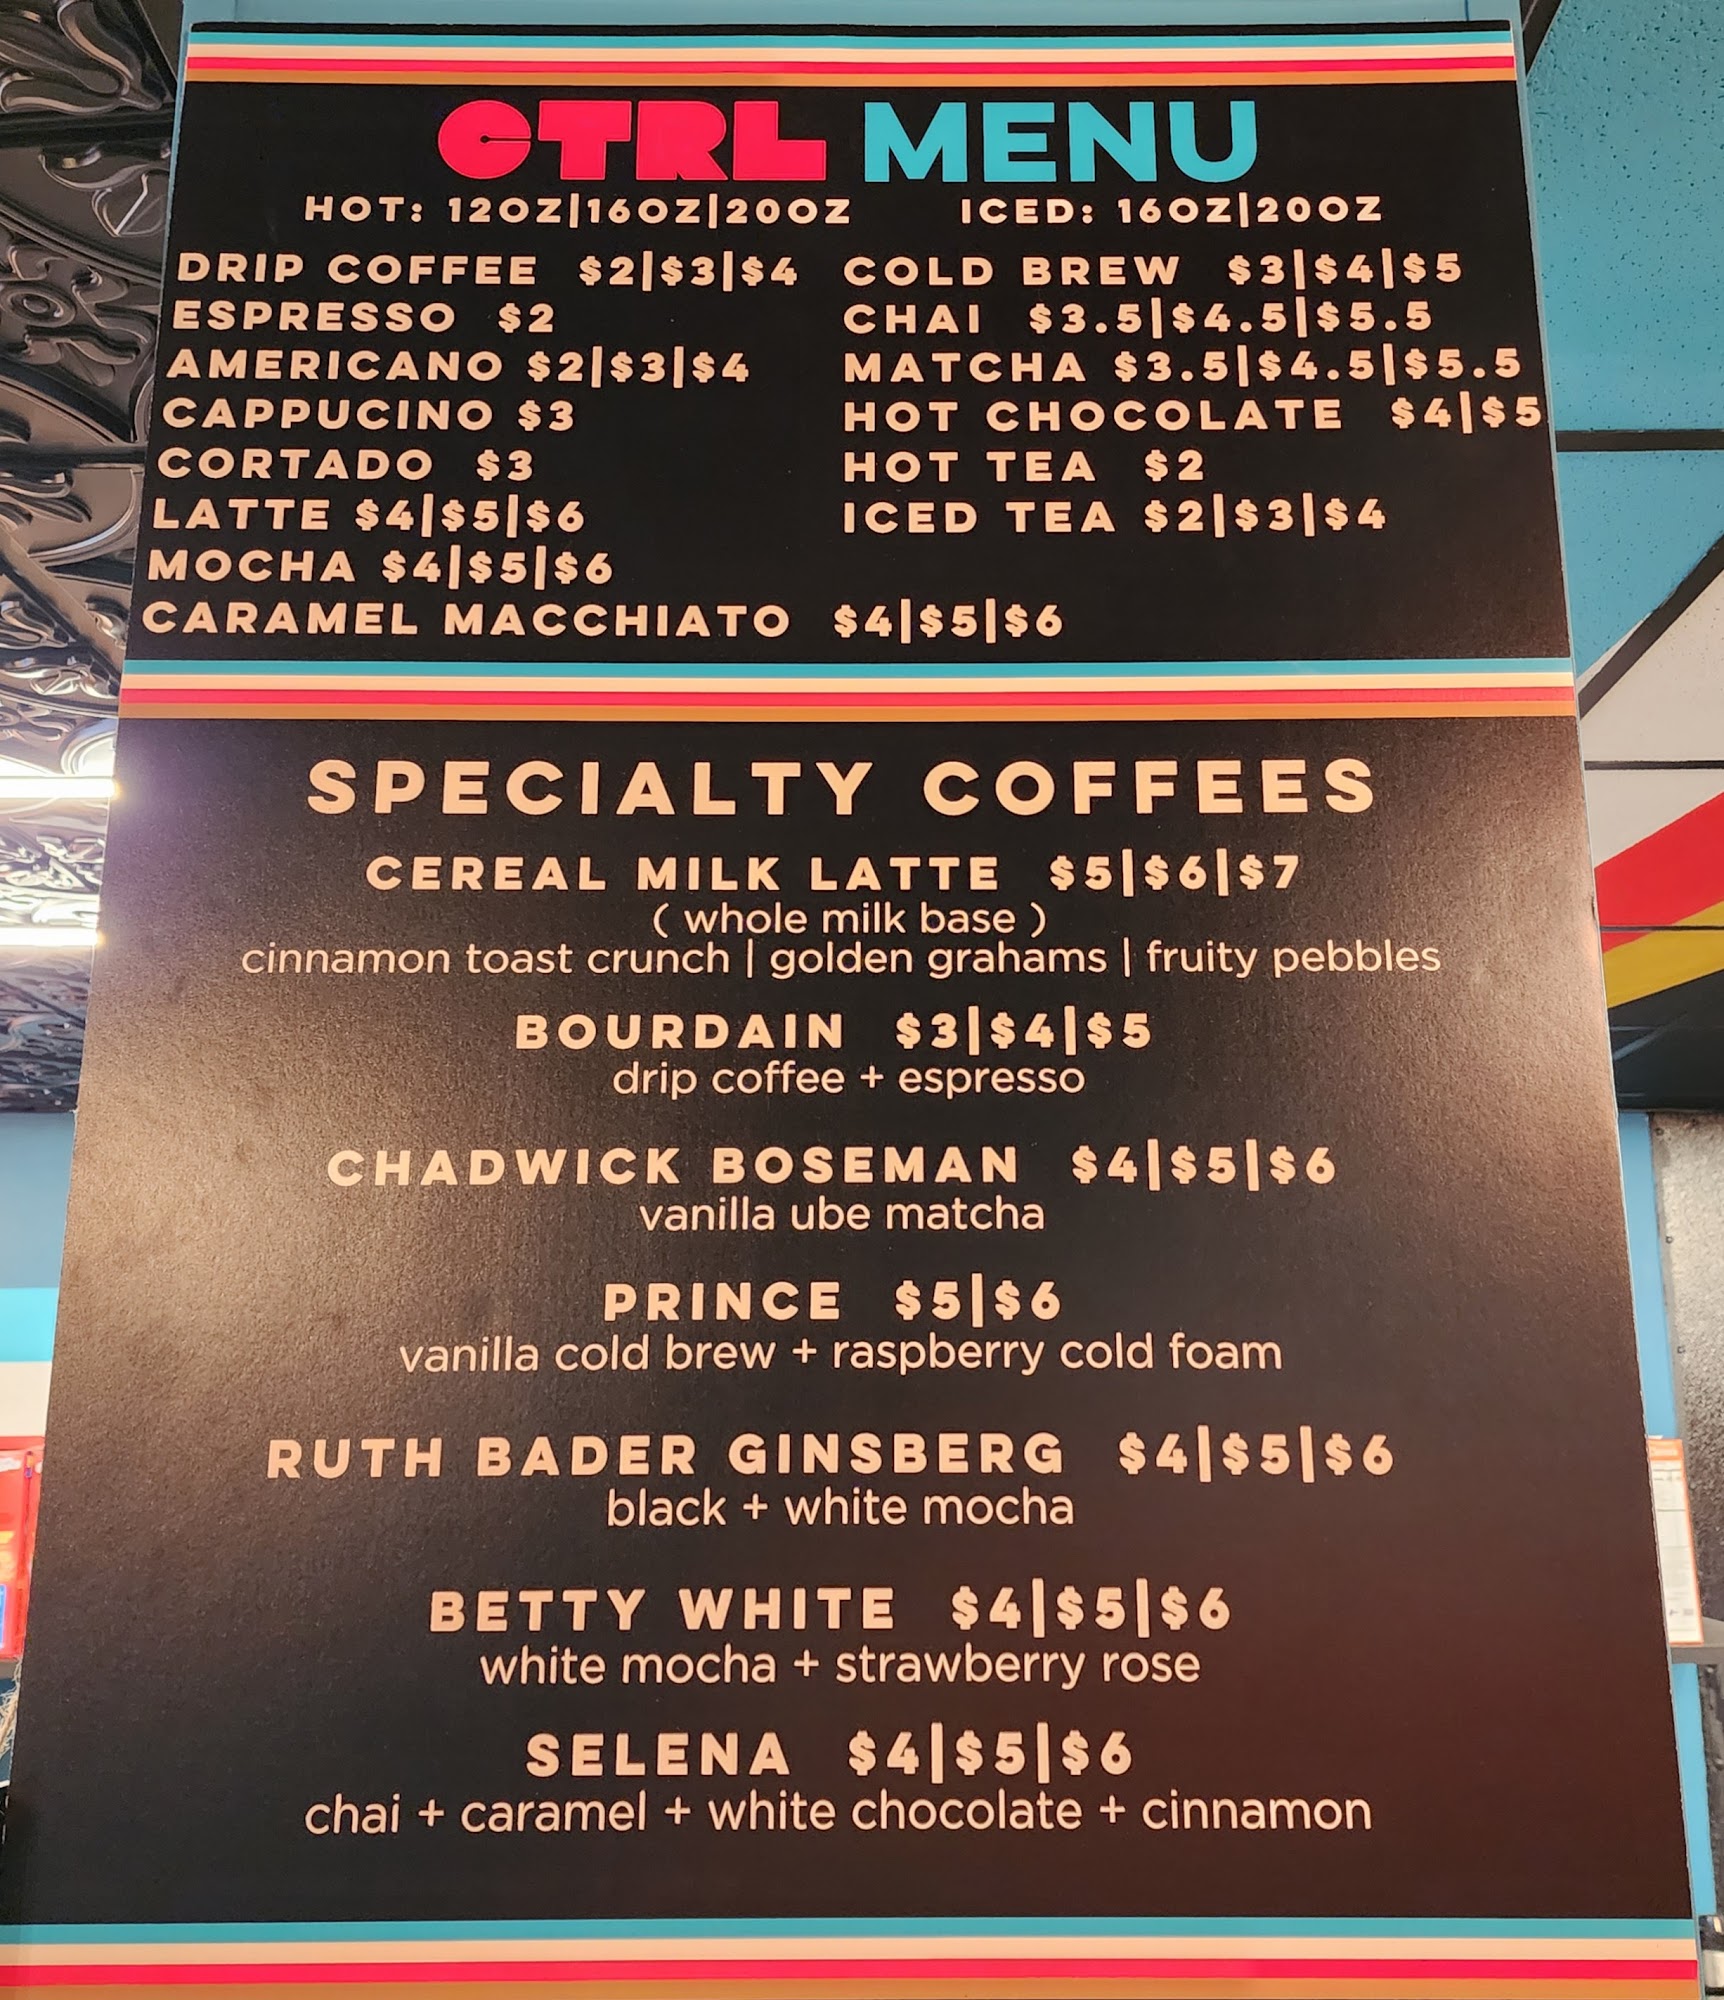 CTRL MENU
HOT: 12OZ|16OZ|20OZ ICED: 16OZ|20OZ
DRIP COFFEE $2|$3|$4
ESPRESSO $2
AMERICANO $2|$3|$4
CAPPUCINO $3
CORTADO $3
LATTE $4|$5|$6
MOCHA $4|$5|$6
CARAMEL MACCHIATO $4|$5|$6
COLD BREW $3|$4|$5
CHAI $3.5|$4.5|$5.5
MATCHA $3.5|$4.5|$5.5
HOT CHOCOLATE $4|$5
HOT TEA $2
ICED TEA $2|$3|$4
SPECIALTY COFFEES
CEREAL MILK LATTE $5|$6|$7
( whole milk base )
cinnamon toast crunch | golden grahams | fruity pebbles
BOURDAIN $3|$4|$5
drip coffee + espresso
CHADWICK BOSEMAN $4|$5|$6
vanilla ube matcha
PRINCE $5|$6
vanilla cold brew + raspberry cold foam
RUTH BADER GINSBERG $4|$5|$6
black + white mocha
BETTY WHITE $4|$5|$6
white mocha + strawberry rose
SELENA $4|$5|$6
chai + caramel + white chocolate + cinnamon